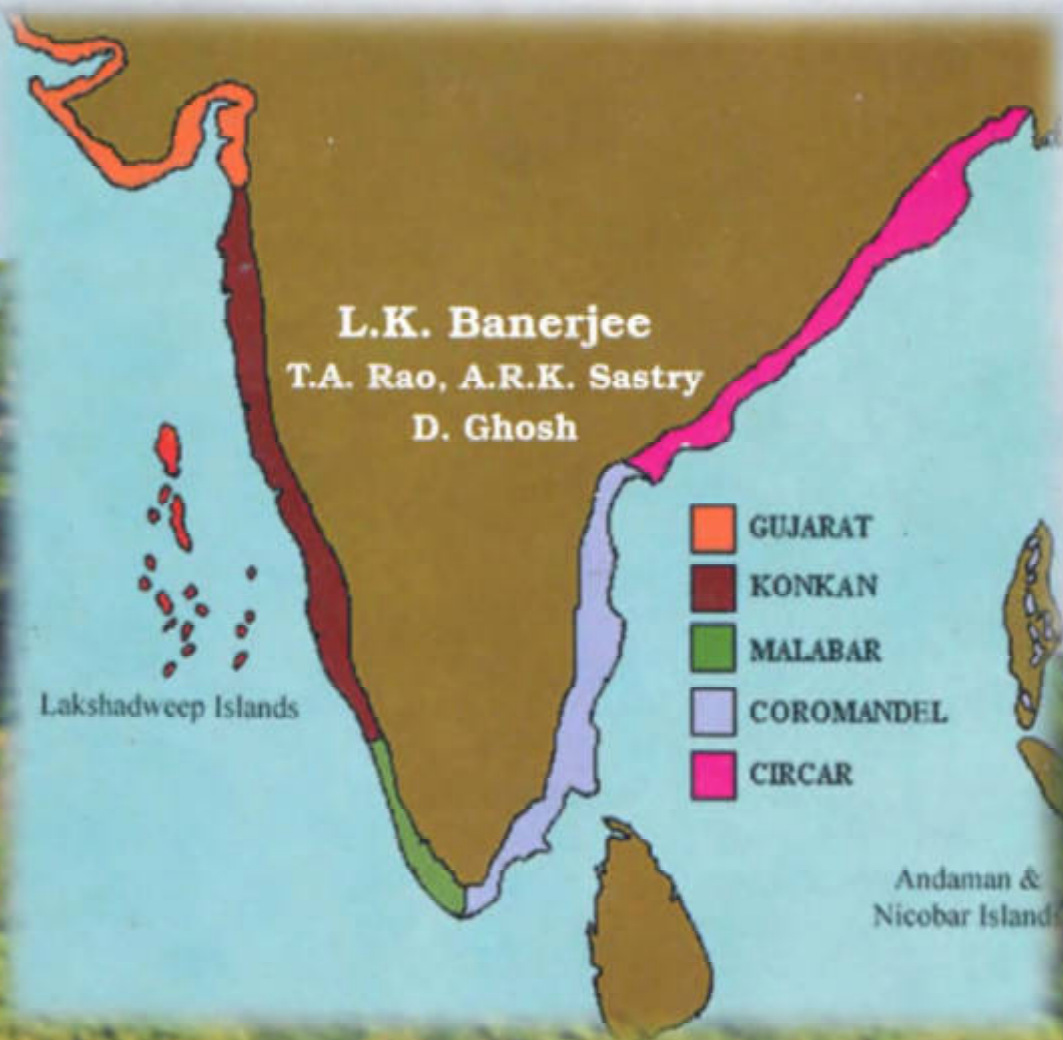 L.K. Banerjee
T.A. Rao, A.R.K. Sastry
D. Ghosh
GUJARAT
KONKAN
MALABAR
COROMANDEL
CIRCAR
Lakshadweep Islands
Andaman &
Nicobar Island